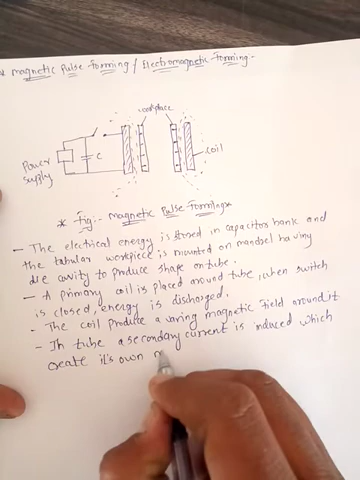 * Magnetic Pulse Forming / Electromagnetic Forming:-
workpiece
Power
supply
C
coil
* Fig:- Magnetic Pulse Forming *
- The electrical energy is stored in capacitor bank and
the tabular workpiece is mounted on mandrel having
die cavity to produce shape on tube.
- A primary coil is placed around tube, when switch
is closed, energy is discharged.
- The coil produce a varing magnetic field around it
- In tube a secondary current is induced which
create it's own m